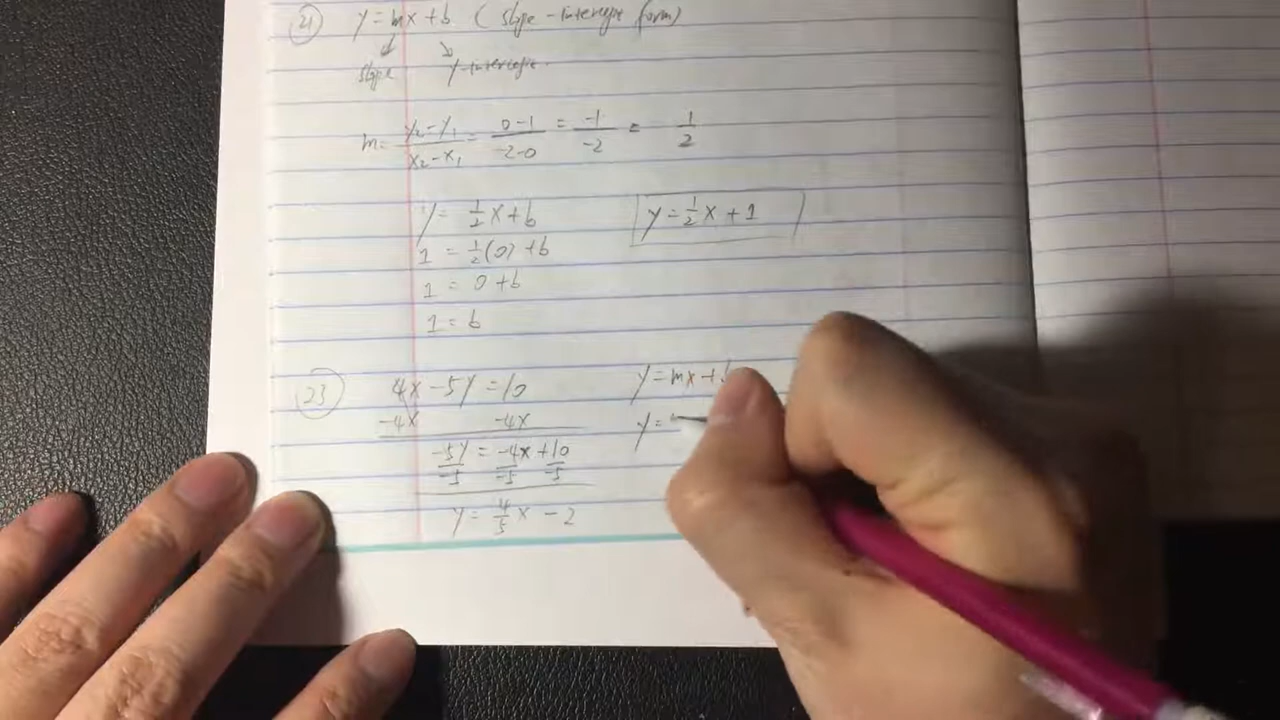 21 y = mx + b (slope-intercept form)
slope y-intercept.
m = y₂-y₁/x₂-x₁ = 0-1/-2-0 = -1/-2 = 1/2
y = 1/2 x + b y = 1/2 x + 1
1 = 1/2 (0) + b
1 = 0 + b
1 = b
23 4x - 5y = 10 y = mx +
-4x -4x y =
-5y/-5 = -4x/-5 + 10/-5
y = 4/5 x - 2